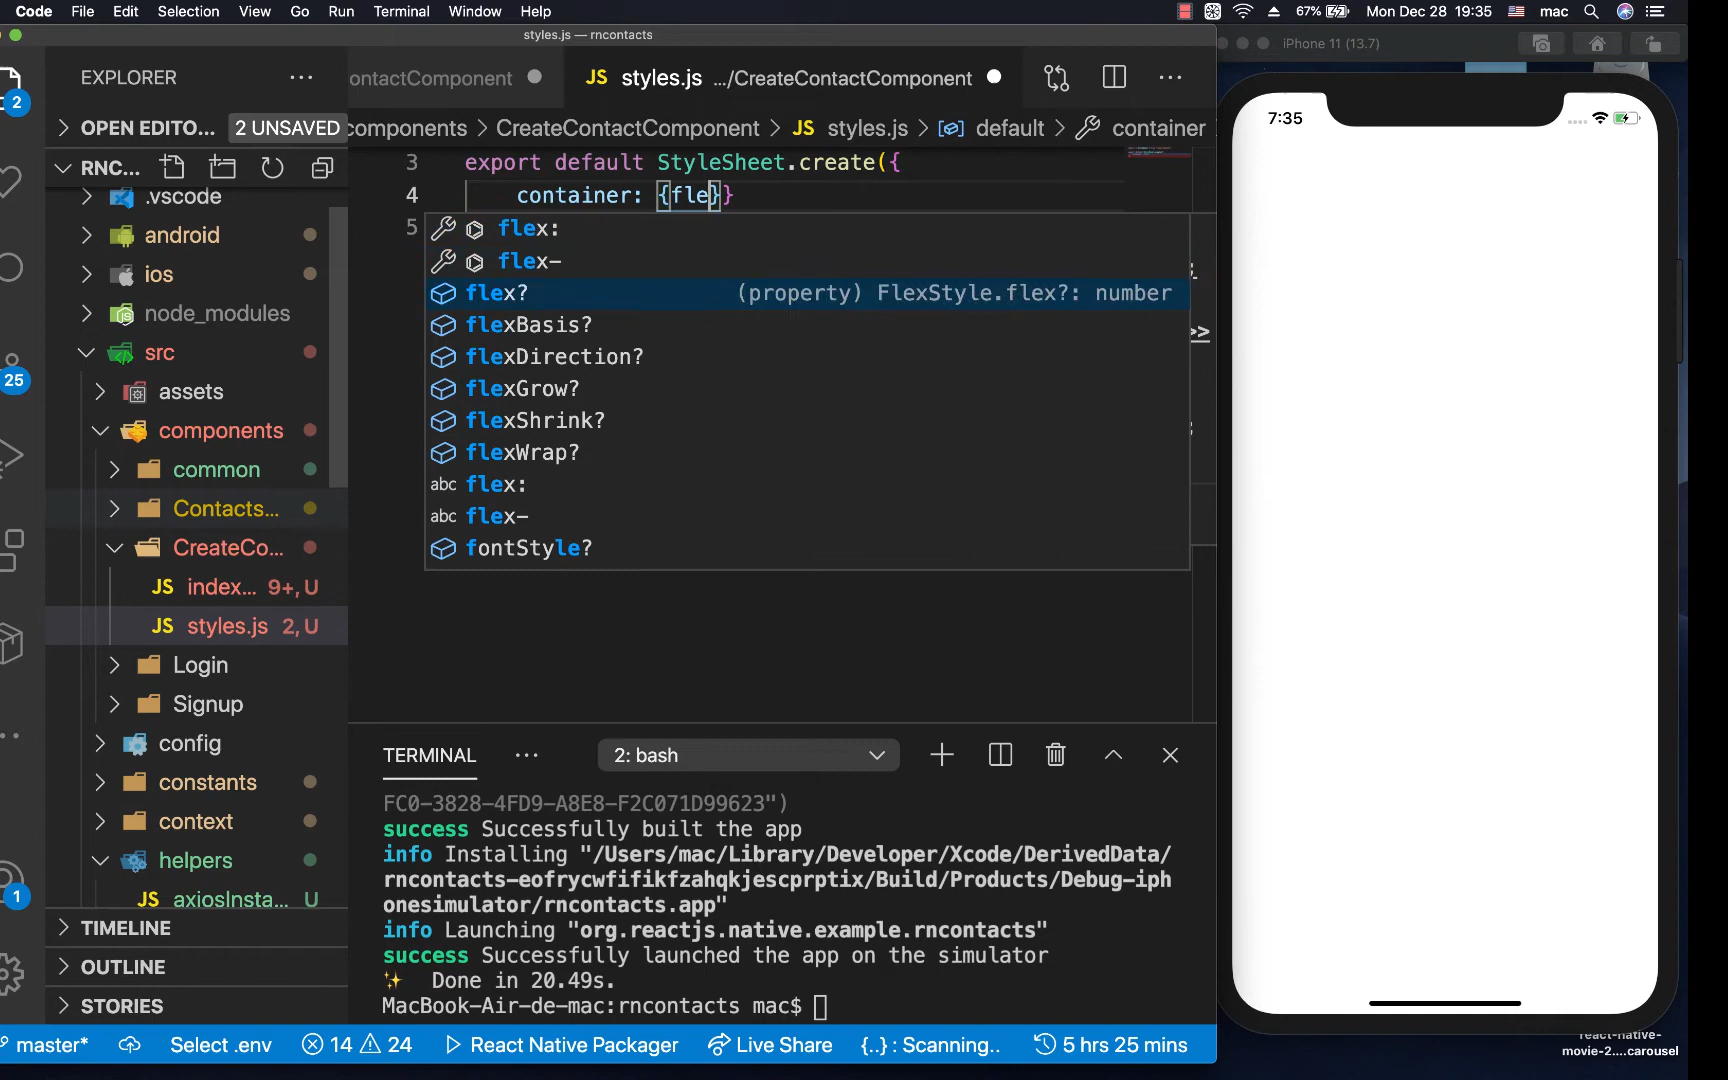 Code File Edit Selection View Go Run Terminal Window Help 67% Mon Dec 28 19:35 mac
styles.js — rncontacts
iPhone 11 (13.7)
EXPLORER
ontactComponent
JS styles.js .../CreateContactComponent
2
OPEN EDITO... 2 UNSAVED
components > CreateContactComponent > JS styles.js > default > container
RNC...
3 export default StyleSheet.create({
4 container: {fle}}
5
.vscode
android
ios
node_modules
src
assets
components
common
Contacts...
CreateCo...
JS index... 9+, U
JS styles.js 2, U
Login
Signup
config
constants
context
helpers
JS axiosInsta... U
TIMELINE
OUTLINE
STORIES
25
1
flex:
flex-
flex? (property) FlexStyle.flex?: number
flexBasis?
flexDirection?
flexGrow?
flexShrink?
flexWrap?
abc flex:
abc flex-
fontStyle?
>>
TERMINAL 2: bash
FC0-3828-4FD9-A8E8-F2C071D99623")
success Successfully built the app
info Installing "/Users/mac/Library/Developer/Xcode/DerivedData/
rncontacts-eofrycwfifikfzahqkjescprptix/Build/Products/Debug-iph
onesimulator/rncontacts.app"
info Launching "org.reactjs.native.example.rncontacts"
success Successfully launched the app on the simulator
✨ Done in 20.49s.
MacBook-Air-de-mac:rncontacts mac$
master* Select .env 14 24 React Native Packager Live Share {..} : Scanning.. 5 hrs 25 mins
7:35
react-native-
movie-2....carousel